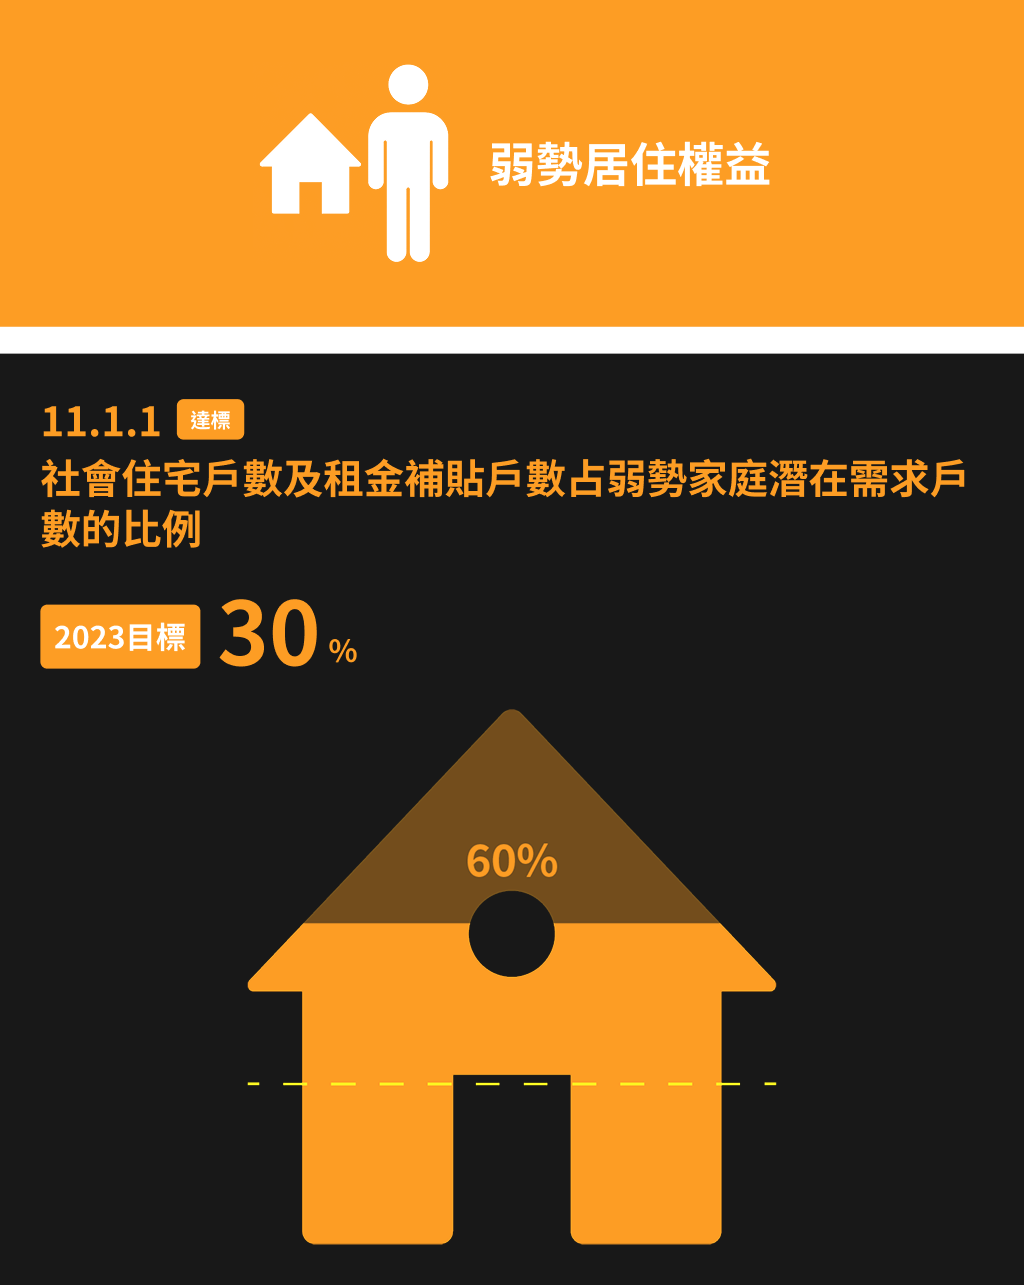 弱勢居住權益
11.1.1 達標
社會住宅戶數及租金補貼戶數占弱勢家庭潛在需求戶
數的比例
2023目標 30 %
60%